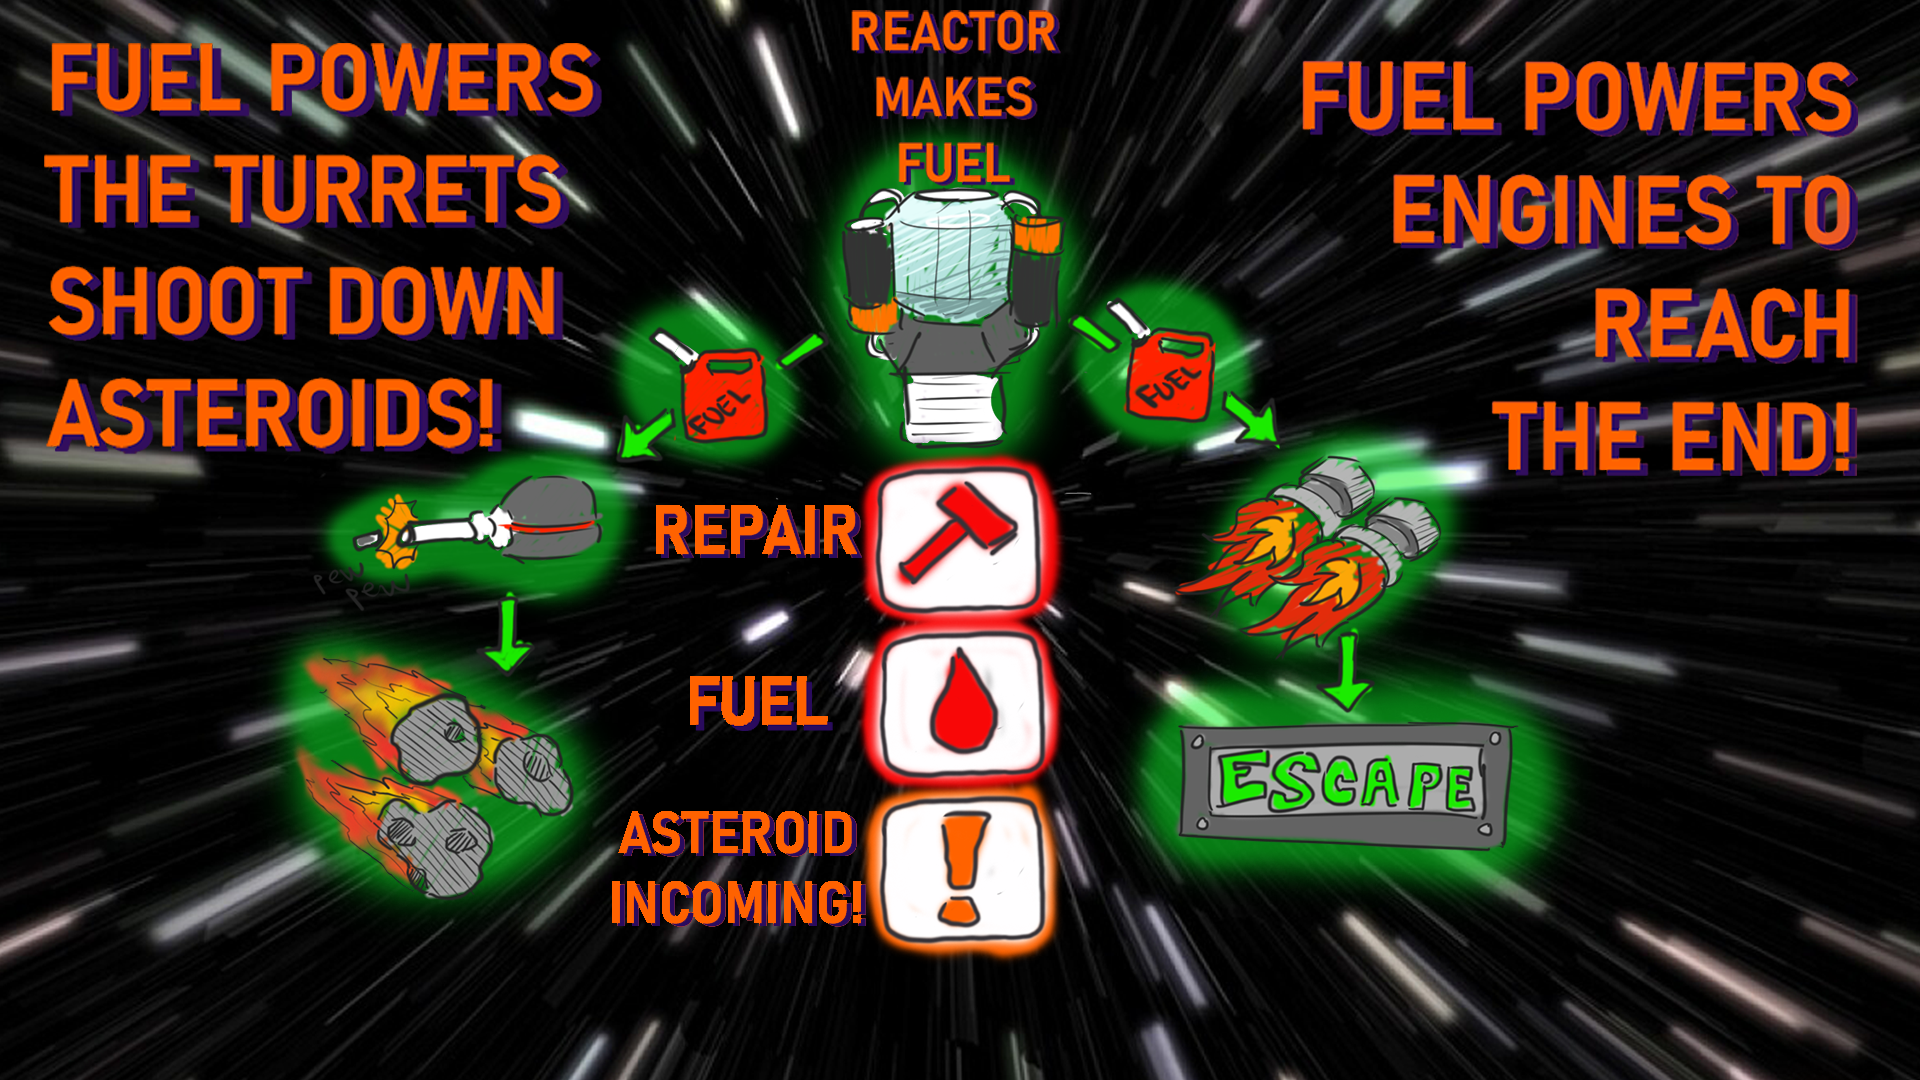 REACTOR
MAKES
FUEL
FUEL POWERS
THE TURRETS
SHOOT DOWN
ASTEROIDS!
FUEL POWERS
ENGINES TO
REACH
THE END!
FUEL
FUEL
pew
pew
REPAIR
FUEL
ASTEROID
INCOMING!
ESCAPE